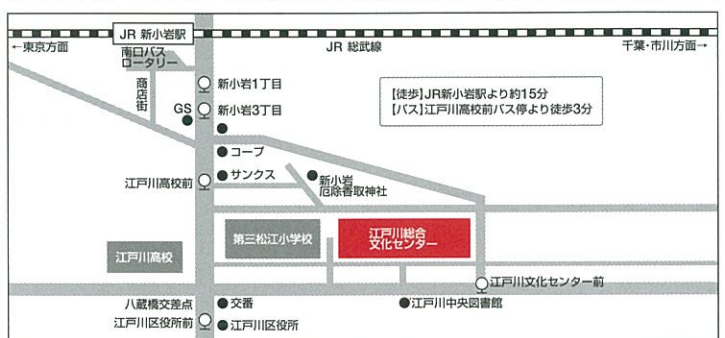 JR 新小岩駅
←東京方面
JR 総武線
千葉・市川方面→
南口バス
ロータリー
商店街
新小岩1丁目
GS
新小岩3丁目
【徒歩】JR新小岩駅より約15分
【バス】江戸川高校前バス停より徒歩3分
コープ
江戸川高校前
サンクス
新小岩
厄除香取神社
第三松江小学校
江戸川総合
文化センター
江戸川高校
江戸川文化センター前
八蔵橋交差点
交番
江戸川中央図書館
江戸川区役所前
江戸川区役所